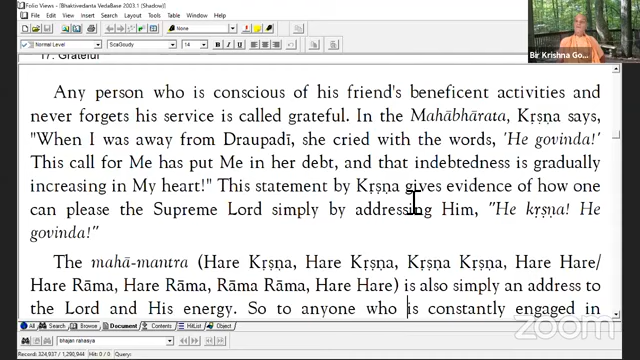 Folio Views - [Bhaktivedanta VedaBase 2003.1 (Shadow)]
File Edit View Search Insert Layout Tools Window Help
Normal Level ScaGoudy 14
17. Grateful
Bir Krishna Go...
Any person who is conscious of his friend's beneficent activities and
never forgets his service is called grateful. In the Mahābhārata, Kṛṣṇa says,
"When I was away from Draupadī, she cried with the words, 'He govinda!'
This call for Me has put Me in her debt, and that indebtedness is gradually
increasing in My heart!" This statement by Kṛṣṇa gives evidence of how one
can please the Supreme Lord simply by addressing Him, "He kṛṣṇa! He
govinda!"
The mahā-mantra (Hare Kṛṣṇa, Hare Kṛṣṇa, Kṛṣṇa Kṛṣṇa, Hare Hare/
Hare Rāma, Hare Rāma, Rāma Rāma, Hare Hare) is also simply an address to
the Lord and His energy. So to anyone who is constantly engaged in
All Browse Document Contents HitList Object
bhajan rahasya
Record: 324,937 / 1,298,944 Hit: 0 / 0
zoom